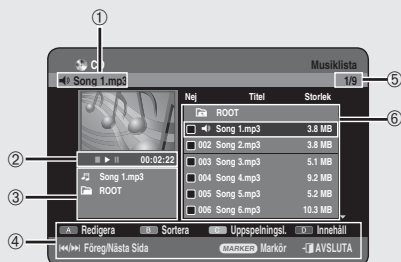 ①
CD Musiklista
Song 1.mp3 1/9 ⑤
Nej Titel Storlek
ROOT ⑥
Song 1.mp3 3.8 MB
② 00:02:22 002 Song 2.mp3 3.8 MB
③ Song 1.mp3 003 Song 3.mp3 5.1 MB
ROOT 004 Song 4.mp3 9.2 MB
005 Song 5.mp3 5.2 MB
006 Song 6.mp3 10.3 MB
④ A Redigera B Sortera C Uppspelningsl. D Innehåll
Föreg/Nästa Sida MARKER Markör AVSLUTA